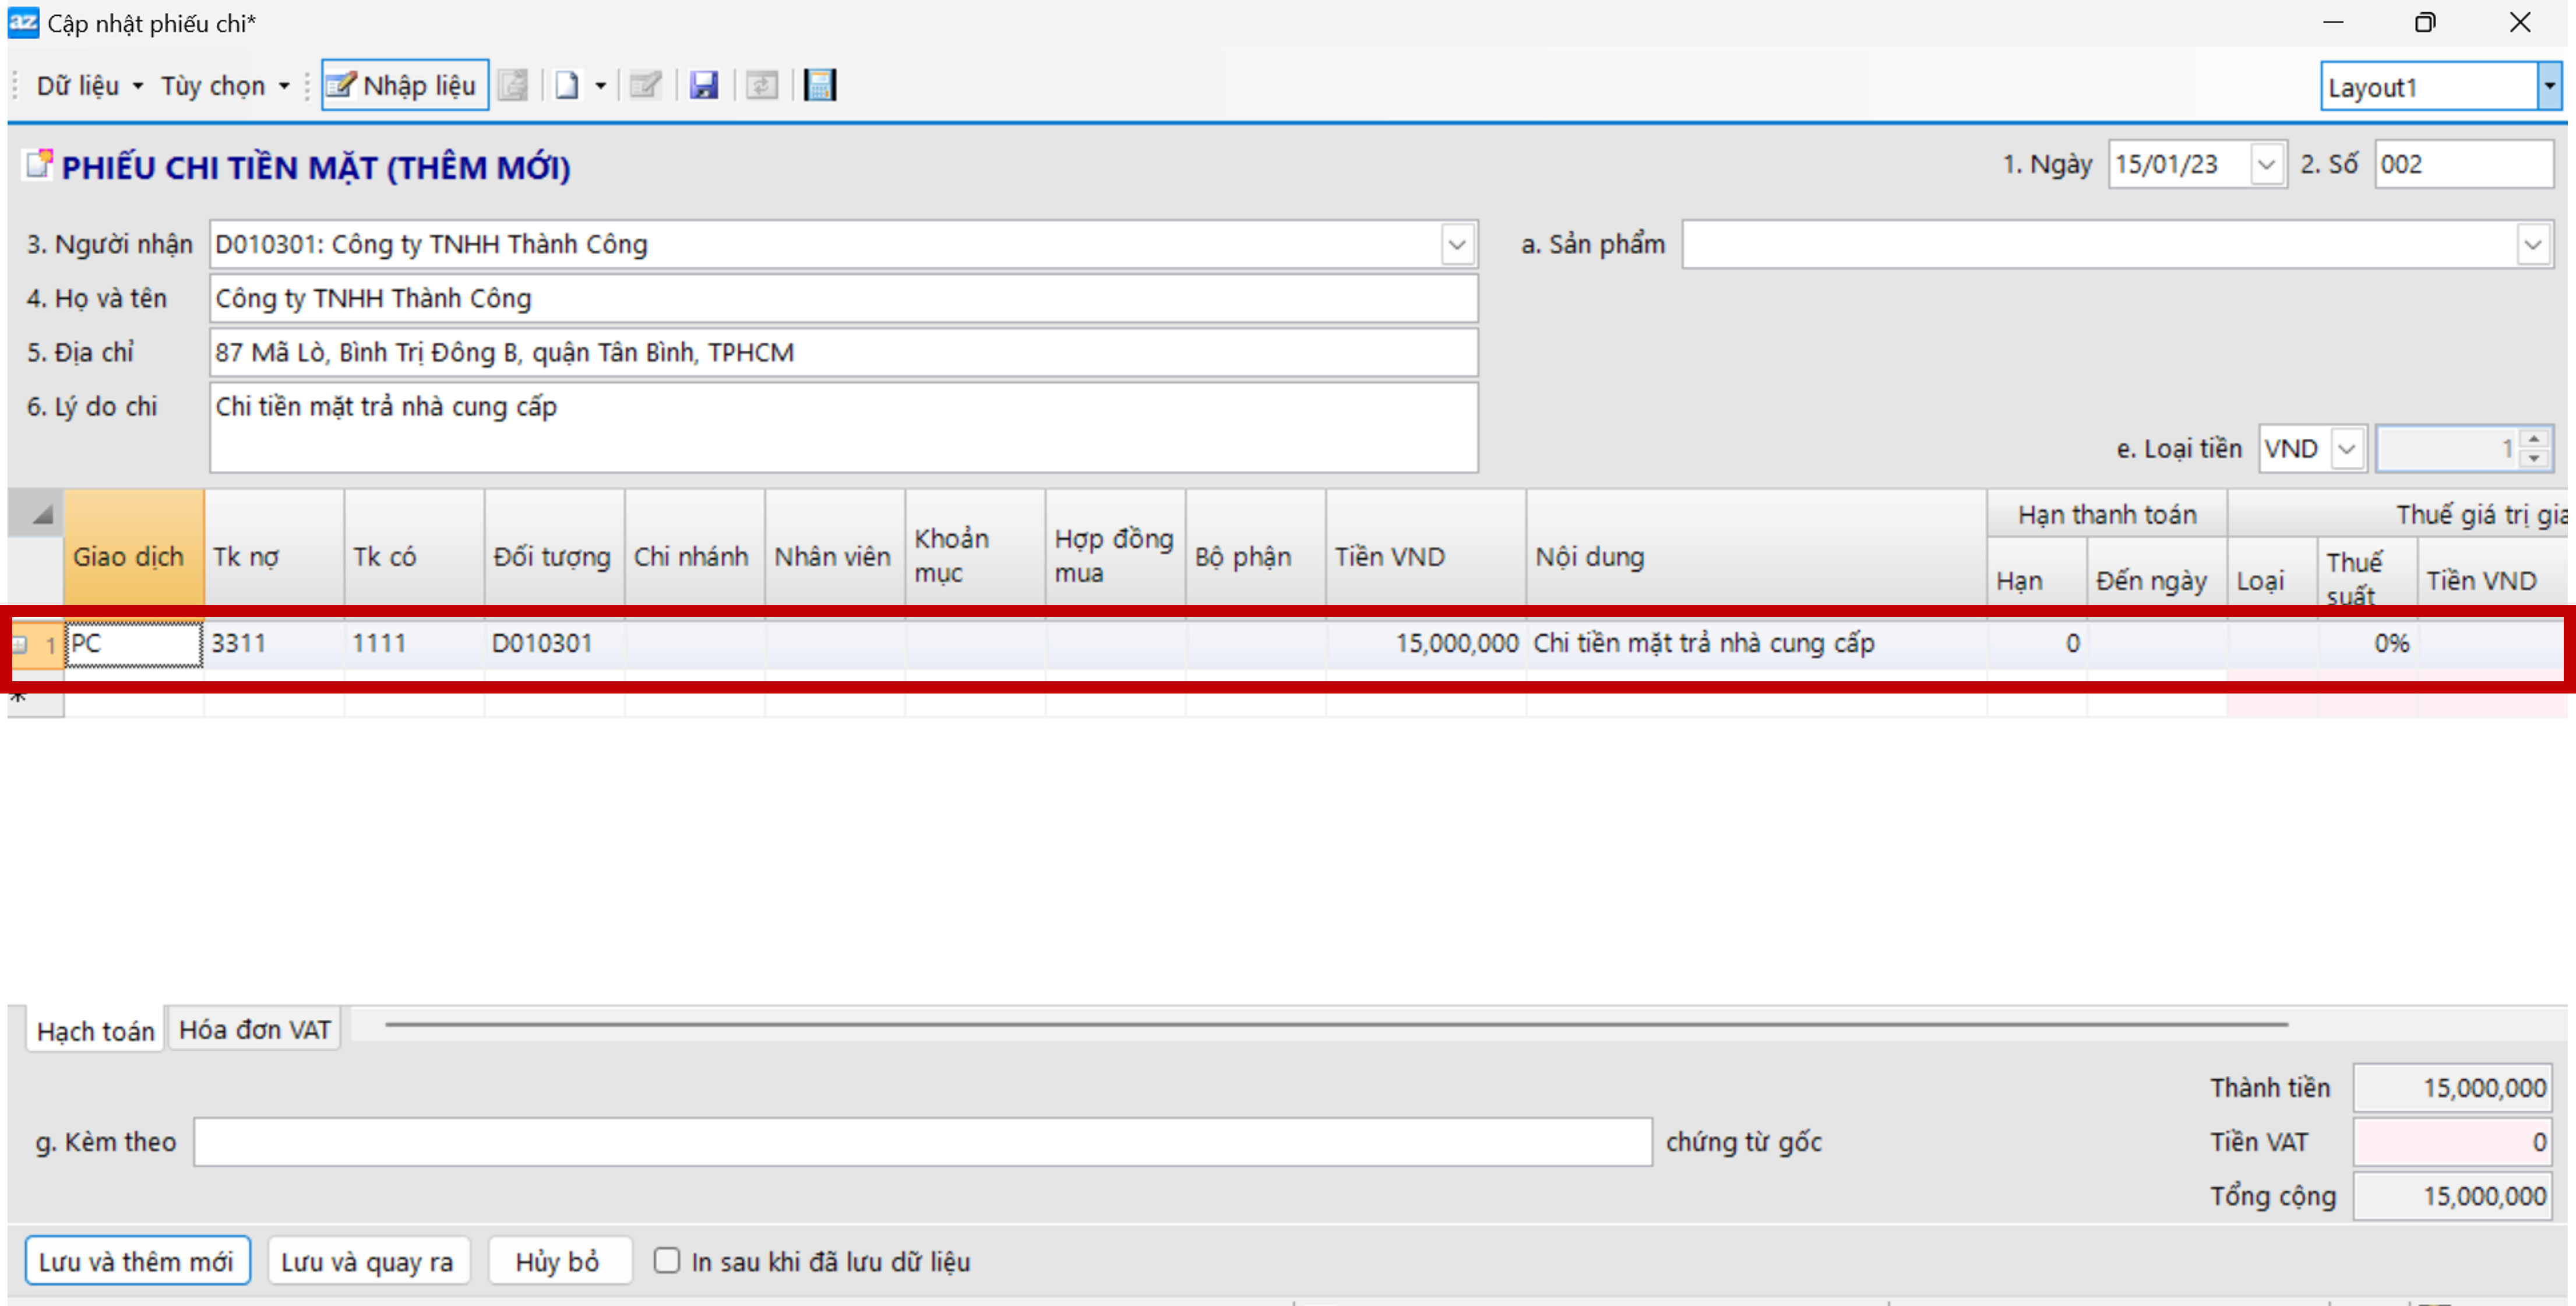 az Cập nhật phiếu chi*
Dữ liệu Tùy chọn Nhập liệu Layout1
PHIẾU CHI TIỀN MẶT (THÊM MỚI) 1. Ngày 15/01/23 2. Số 002
3. Người nhận D010301: Công ty TNHH Thành Công a. Sản phẩm
4. Họ và tên Công ty TNHH Thành Công
5. Địa chỉ 87 Mã Lò, Bình Trị Đông B, quận Tân Bình, TPHCM
6. Lý do chi Chi tiền mặt trả nhà cung cấp
e. Loại tiền VND 1
Hạn thanh toán Thuế giá trị gia
Giao dịch Tk nợ Tk có Đối tượng Chi nhánh Nhân viên Khoản mục Hợp đồng mua Bộ phận Tiền VND Nội dung Hạn Đến ngày Loại Thuế suất Tiền VND
1 PC 3311 1111 D010301 15,000,000 Chi tiền mặt trả nhà cung cấp 0 0%
*
Hạch toán Hóa đơn VAT
Thành tiền 15,000,000
g. Kèm theo chứng từ gốc Tiền VAT 0
Tổng cộng 15,000,000
Lưu và thêm mới Lưu và quay ra Hủy bỏ In sau khi đã lưu dữ liệu